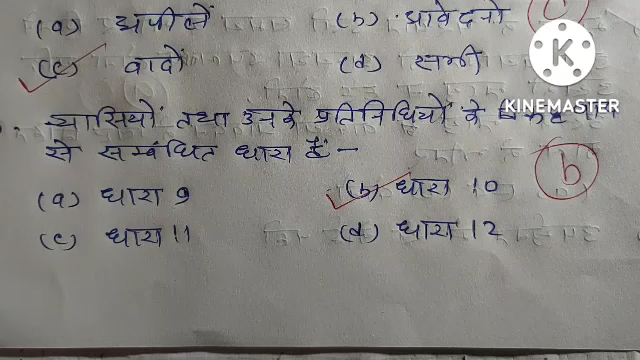 (a) अपीलों (b) आवेदनो
(c) वादों (d) सभी
न्यासियों तथा उनके प्रतिनिधियों के
से सम्बंधित धारा हैं - b
(a) धारा 9 (b) धारा 10
(c) धारा 11 (d) धारा 12
K
KINEMASTER